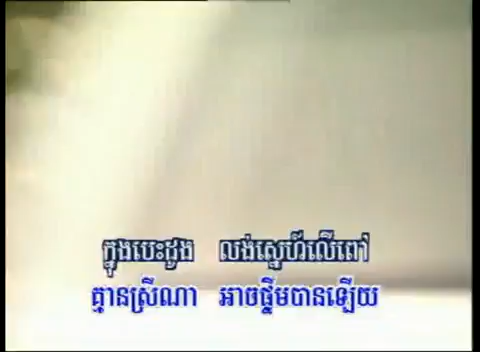 ក្នុងបេះដូង លង់ស្នេហ៍លើពៅ
គ្មានស្រីណា អាចផ្ដឹមបានឡើយ